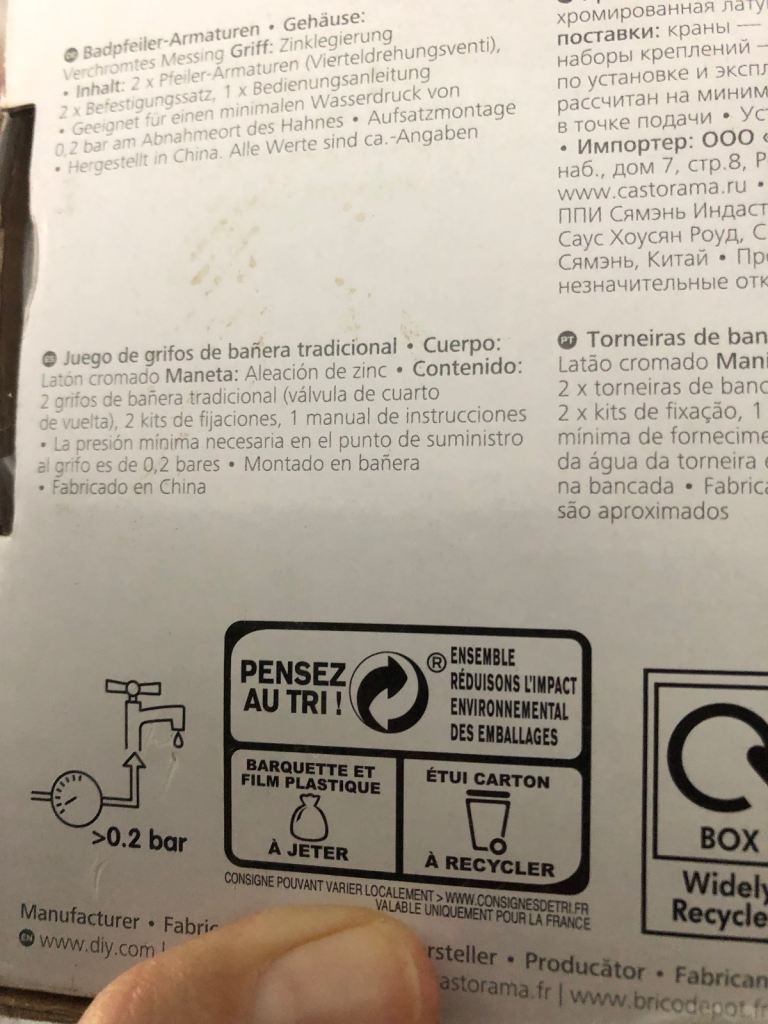 DE Badpfeiler-Armaturen • Gehäuse:
Verchromtes Messing Griff: Zinklegierung
• Inhalt: 2 x Pfeiler-Armaturen (Vierteldrehungsventi),
2 x Befestigungssatz, 1 x Bedienungsanleitung
• Geeignet für einen minimalen Wasserdruck von
0,2 bar am Abnahmeort des Hahnes • Aufsatzmontage
• Hergestellt in China. Alle Werte sind ca.-Angaben
хромированная лату
поставки: краны —
наборы креплений —
по установке и экспл
рассчитан на миним
в точке подачи • Ус
• Импортер: ООО «
наб., дом 7, стр.8, Р
www.castorama.ru •
ППИ Сямэнь Индаст
Саус Хоусян Роуд, С
Сямэнь, Китай • Пр
незначительные отк
ES Juego de grifos de bañera tradicional • Cuerpo:
Latón cromado Maneta: Aleación de zinc • Contenido:
2 grifos de bañera tradicional (válvula de cuarto
de vuelta), 2 kits de fijaciones, 1 manual de instrucciones
• La presión mínima necesaria en el punto de suministro
al grifo es de 0,2 bares • Montado en bañera
• Fabricado en China
PT Torneiras de ban
Latão cromado Mani
2 x torneiras de banc
2 x kits de fixação, 1
mínima de fornecime
da água da torneira
na bancada • Fabrica
são aproximados
>0.2 bar
PENSEZ
AU TRI !
®
ENSEMBLE
RÉDUISONS L'IMPACT
ENVIRONNEMENTAL
DES EMBALLAGES
BARQUETTE ET
FILM PLASTIQUE
À JETER
ÉTUI CARTON
À RECYCLER
CONSIGNE POUVANT VARIER LOCALEMENT > WWW.CONSIGNESDETRI.FR
VALABLE UNIQUEMENT POUR LA FRANCE
BOX
Widely
Recycle
Manufacturer • Fabric
rsteller • Producător • Fabrican
EN www.diy.com |
astorama.fr | www.bricodepot.fr